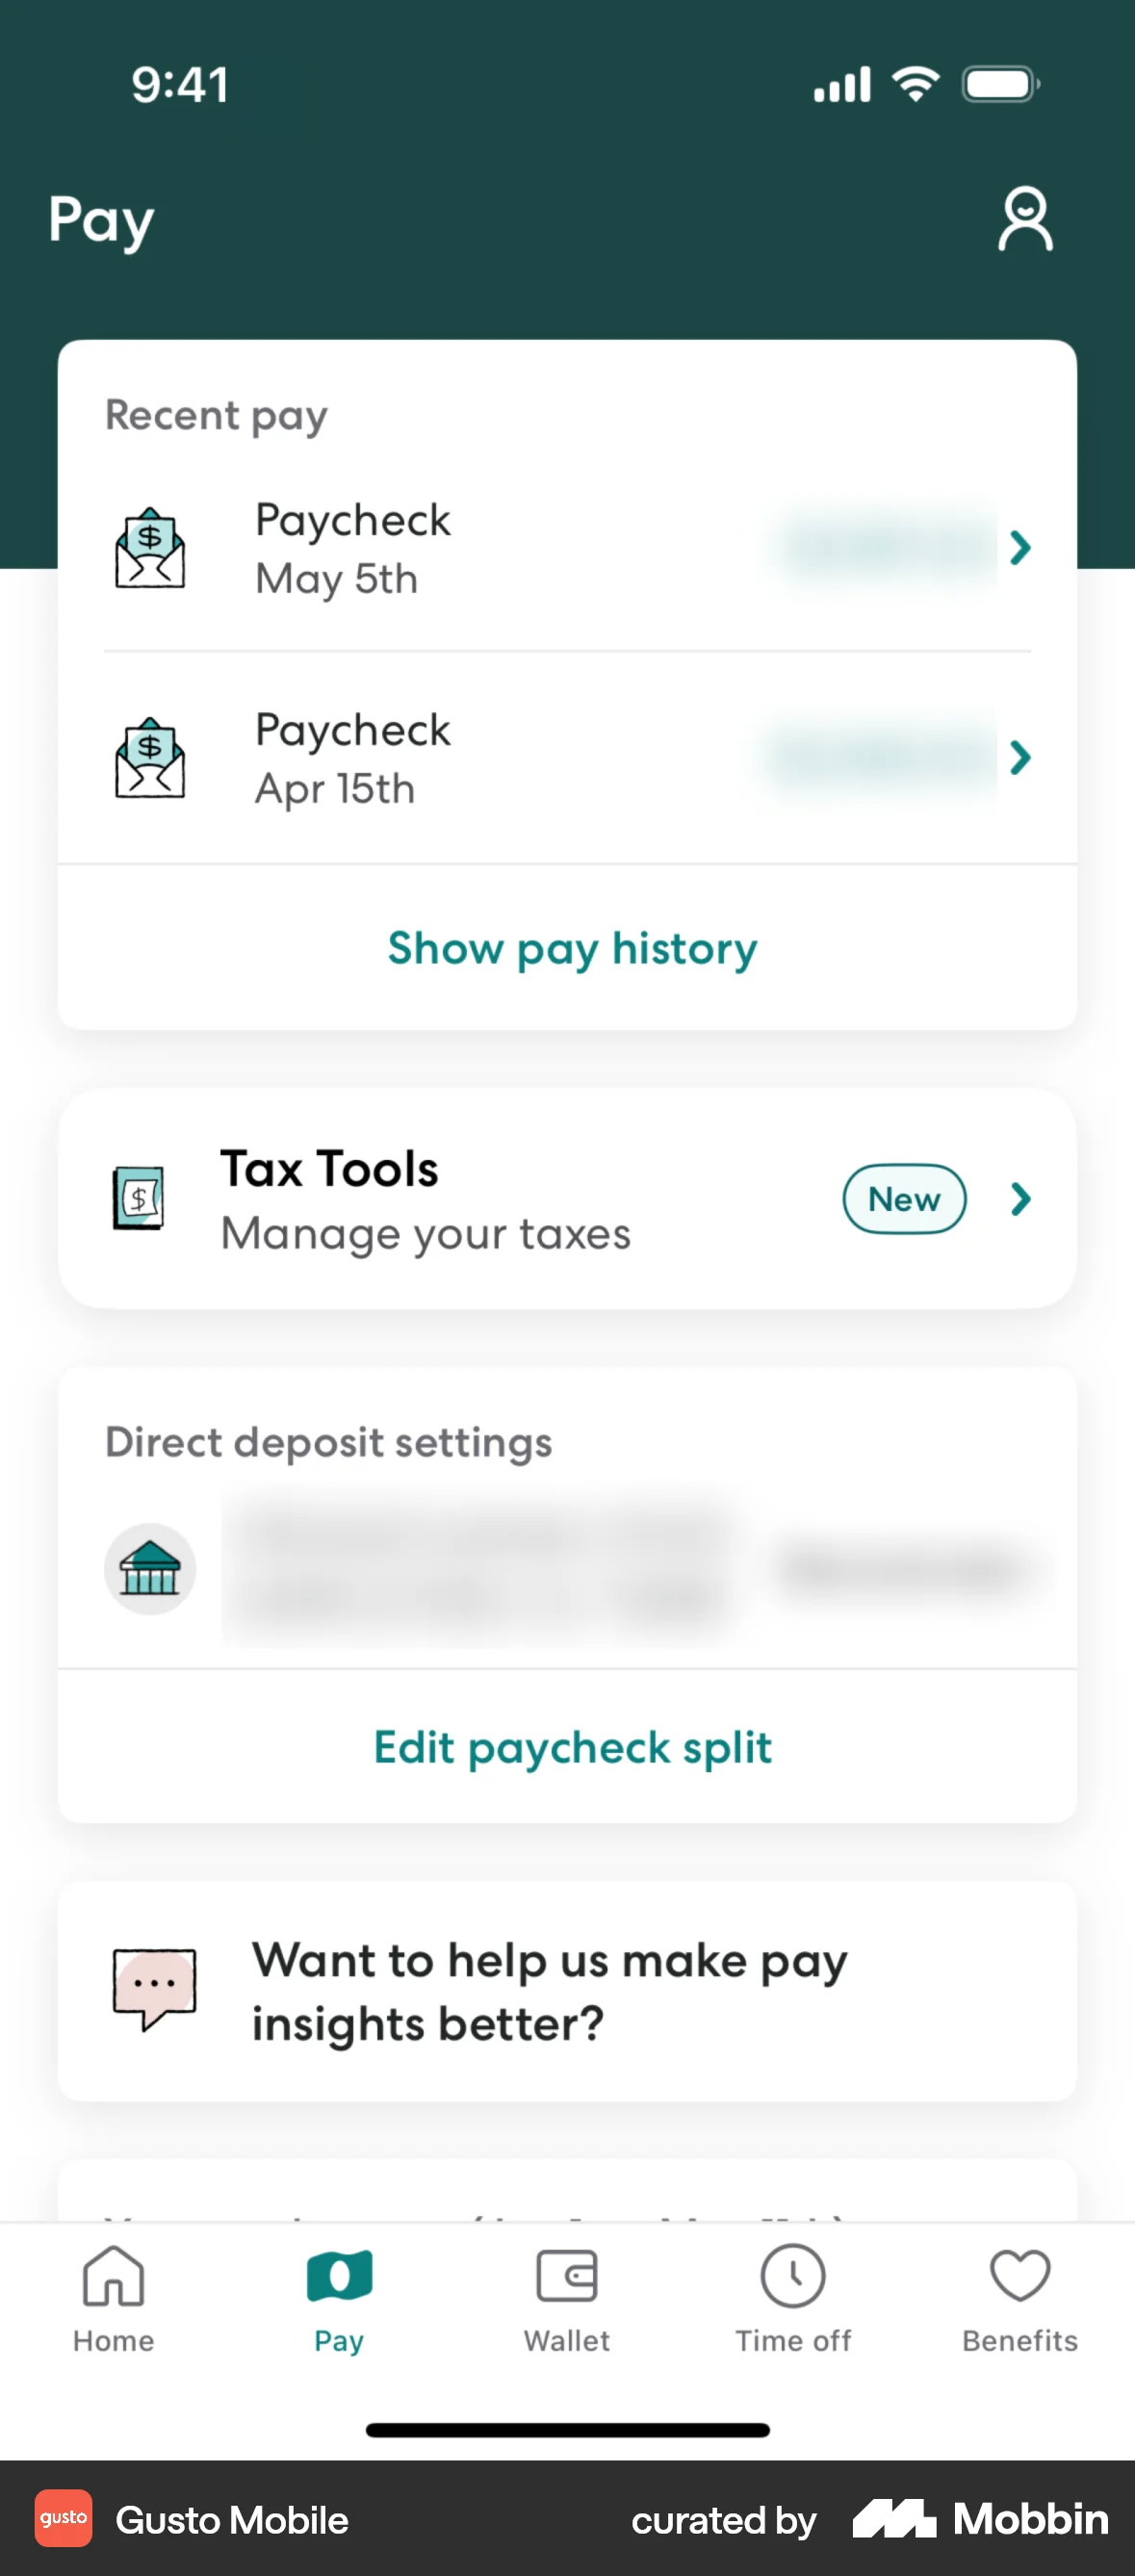 9:41
Pay
Recent pay
Paycheck
May 5th
Paycheck
Apr 15th
Show pay history
Tax Tools
Manage your taxes
New
Direct deposit settings
Edit paycheck split
Want to help us make pay
insights better?
Home
Pay
Wallet
Time off
Benefits
gusto
Gusto Mobile
curated by
Mobbin